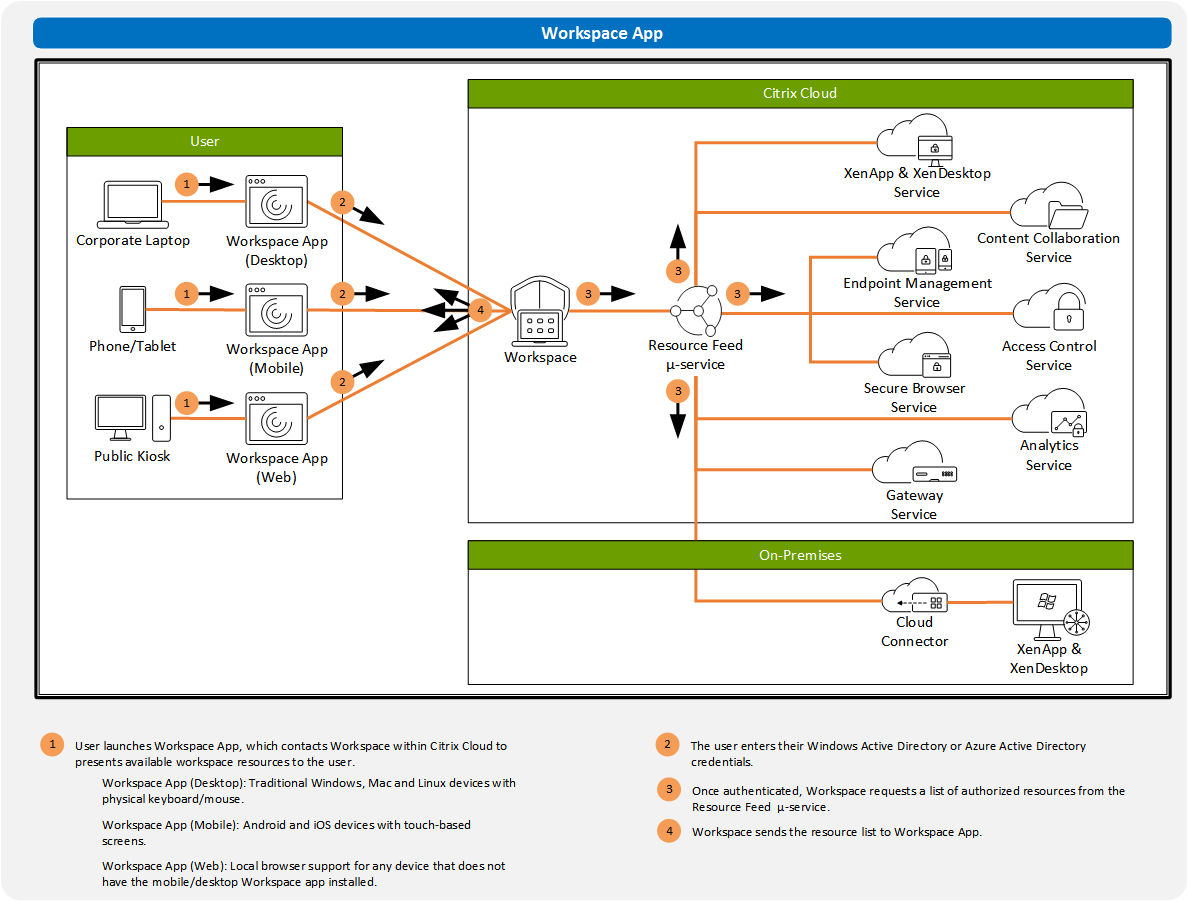 Workspace App
Citrix Cloud
User
1
2
Corporate Laptop
Workspace App
(Desktop)
1
2
Phone/Tablet
Workspace App
(Mobile)
1
2
Public Kiosk
Workspace App
(Web)
4
Workspace
3
3
3
3
Resource Feed
µ-service
XenApp & XenDesktop
Service
Content Collaboration
Service
Endpoint Management
Service
Access Control
Service
Secure Browser
Service
Analytics
Service
Gateway
Service
On-Premises
Cloud
Connector
XenApp &
XenDesktop
1
User launches Workspace App, which contacts Workspace within Citrix Cloud to
presents available workspace resources to the user.
Workspace App (Desktop): Traditional Windows, Mac and Linux devices with
physical keyboard/mouse.
Workspace App (Mobile): Android and iOS devices with touch-based
screens.
Workspace App (Web): Local browser support for any device that does not
have the mobile/desktop Workspace app installed.
2
The user enters their Windows Active Directory or Azure Active Directory
credentials.
3
Once authenticated, Workspace requests a list of authorized resources from the
Resource Feed µ-service.
4
Workspace sends the resource list to Workspace App.